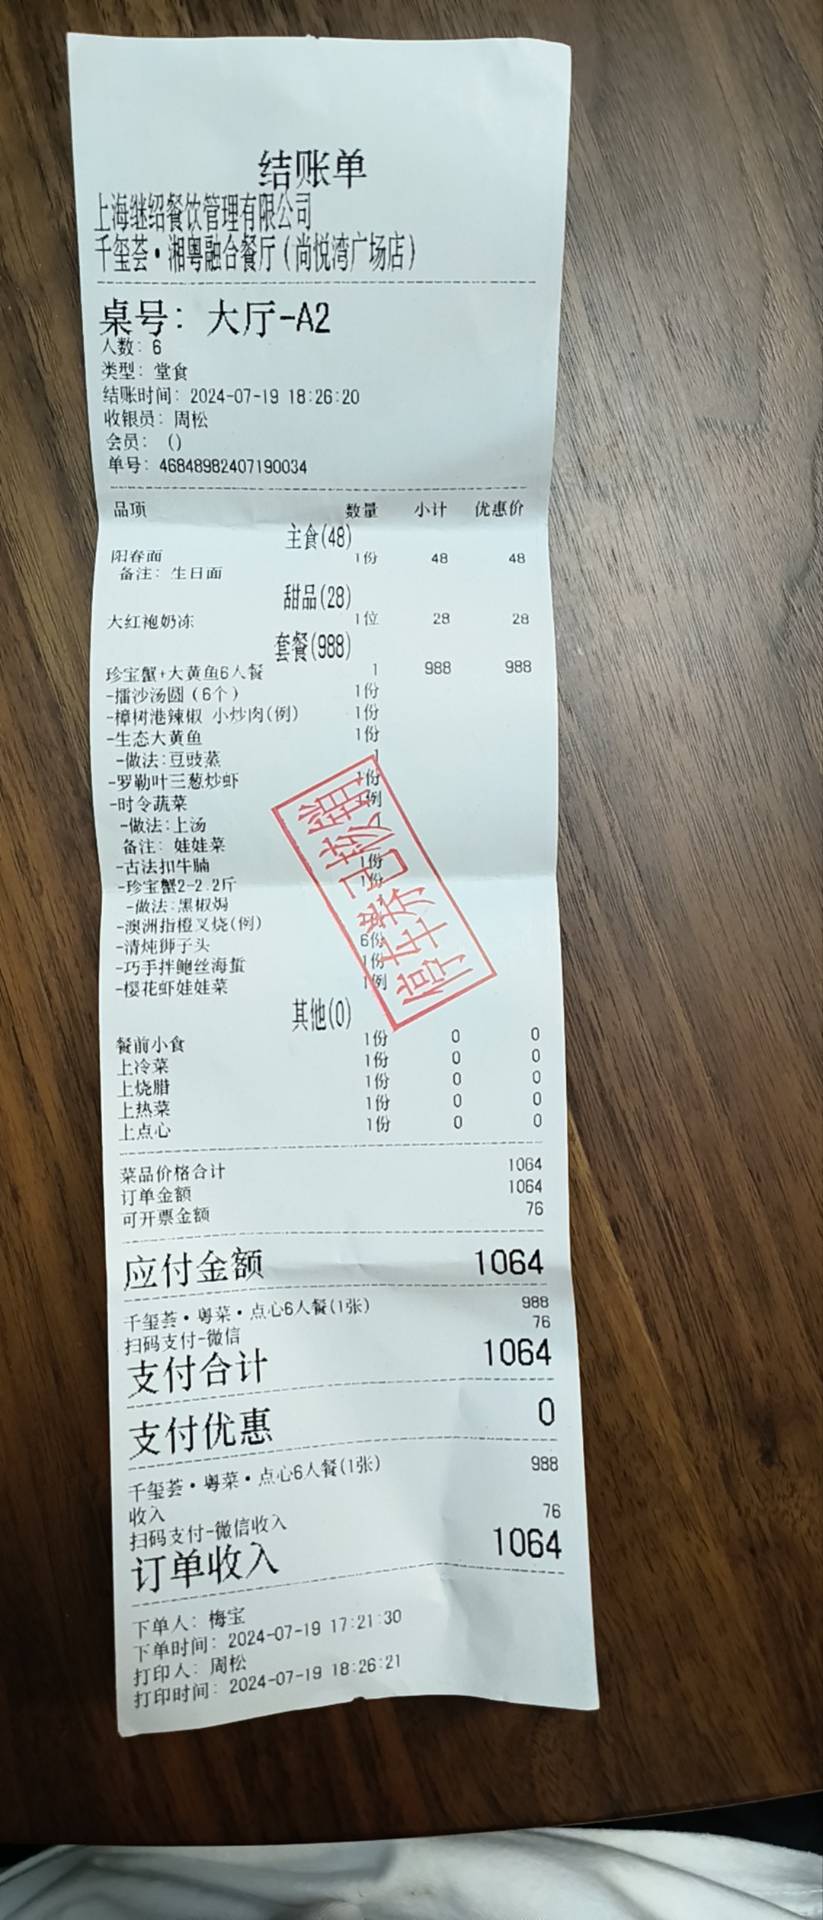 结账单
上海继绍餐饮管理有限公司
千玺荟·湘粤融合餐厅(尚悦湾广场店)
桌号: 大厅-A2
人数: 6
类型: 堂食
结账时间: 2024-07-19 18:26:20
收银员: 周松
会员: ()
单号: 46848982407190034
品项 数量 小计 优惠价
主食(48)
阳春面 1份 48 48
备注: 生日面
甜品(28)
大红袍奶冻 1位 28 28
套餐(988)
珍宝蟹+大黄鱼6人餐 1 988 988
-擂沙汤圆(6个) 1份
-樟树港辣椒 小炒肉(例) 1份
-生态大黄鱼 1份
-做法:豆豉蒸 1
-罗勒叶三葱炒虾 1份
-时令蔬菜 1例
-做法:上汤 1
备注: 娃娃菜
-古法扣牛腩 1份
-珍宝蟹2-2.2斤 1份
-做法:黑椒焗
-澳洲指橙叉烧(例)
-清炖狮子头 6份
-巧手拌鲍丝海蜇 1份
-樱花虾娃娃菜 1例
停车券已接销
其他(0)
餐前小食 1份 0 0
上冷菜 1份 0 0
上烧腊 1份 0 0
上热菜 1份 0 0
上点心 1份 0 0
菜品价格合计 1064
订单金额 1064
可开票金额 76
应付金额 1064
千玺荟·粤菜·点心6人餐(1张) 988
扫码支付-微信 76
支付合计 1064
支付优惠 0
千玺荟·粤菜·点心6人餐(1张) 988
收入
扫码支付-微信收入 76
订单收入 1064
下单人: 梅宝
下单时间: 2024-07-19 17:21:30
打印人: 周松
打印时间: 2024-07-19 18:26:21